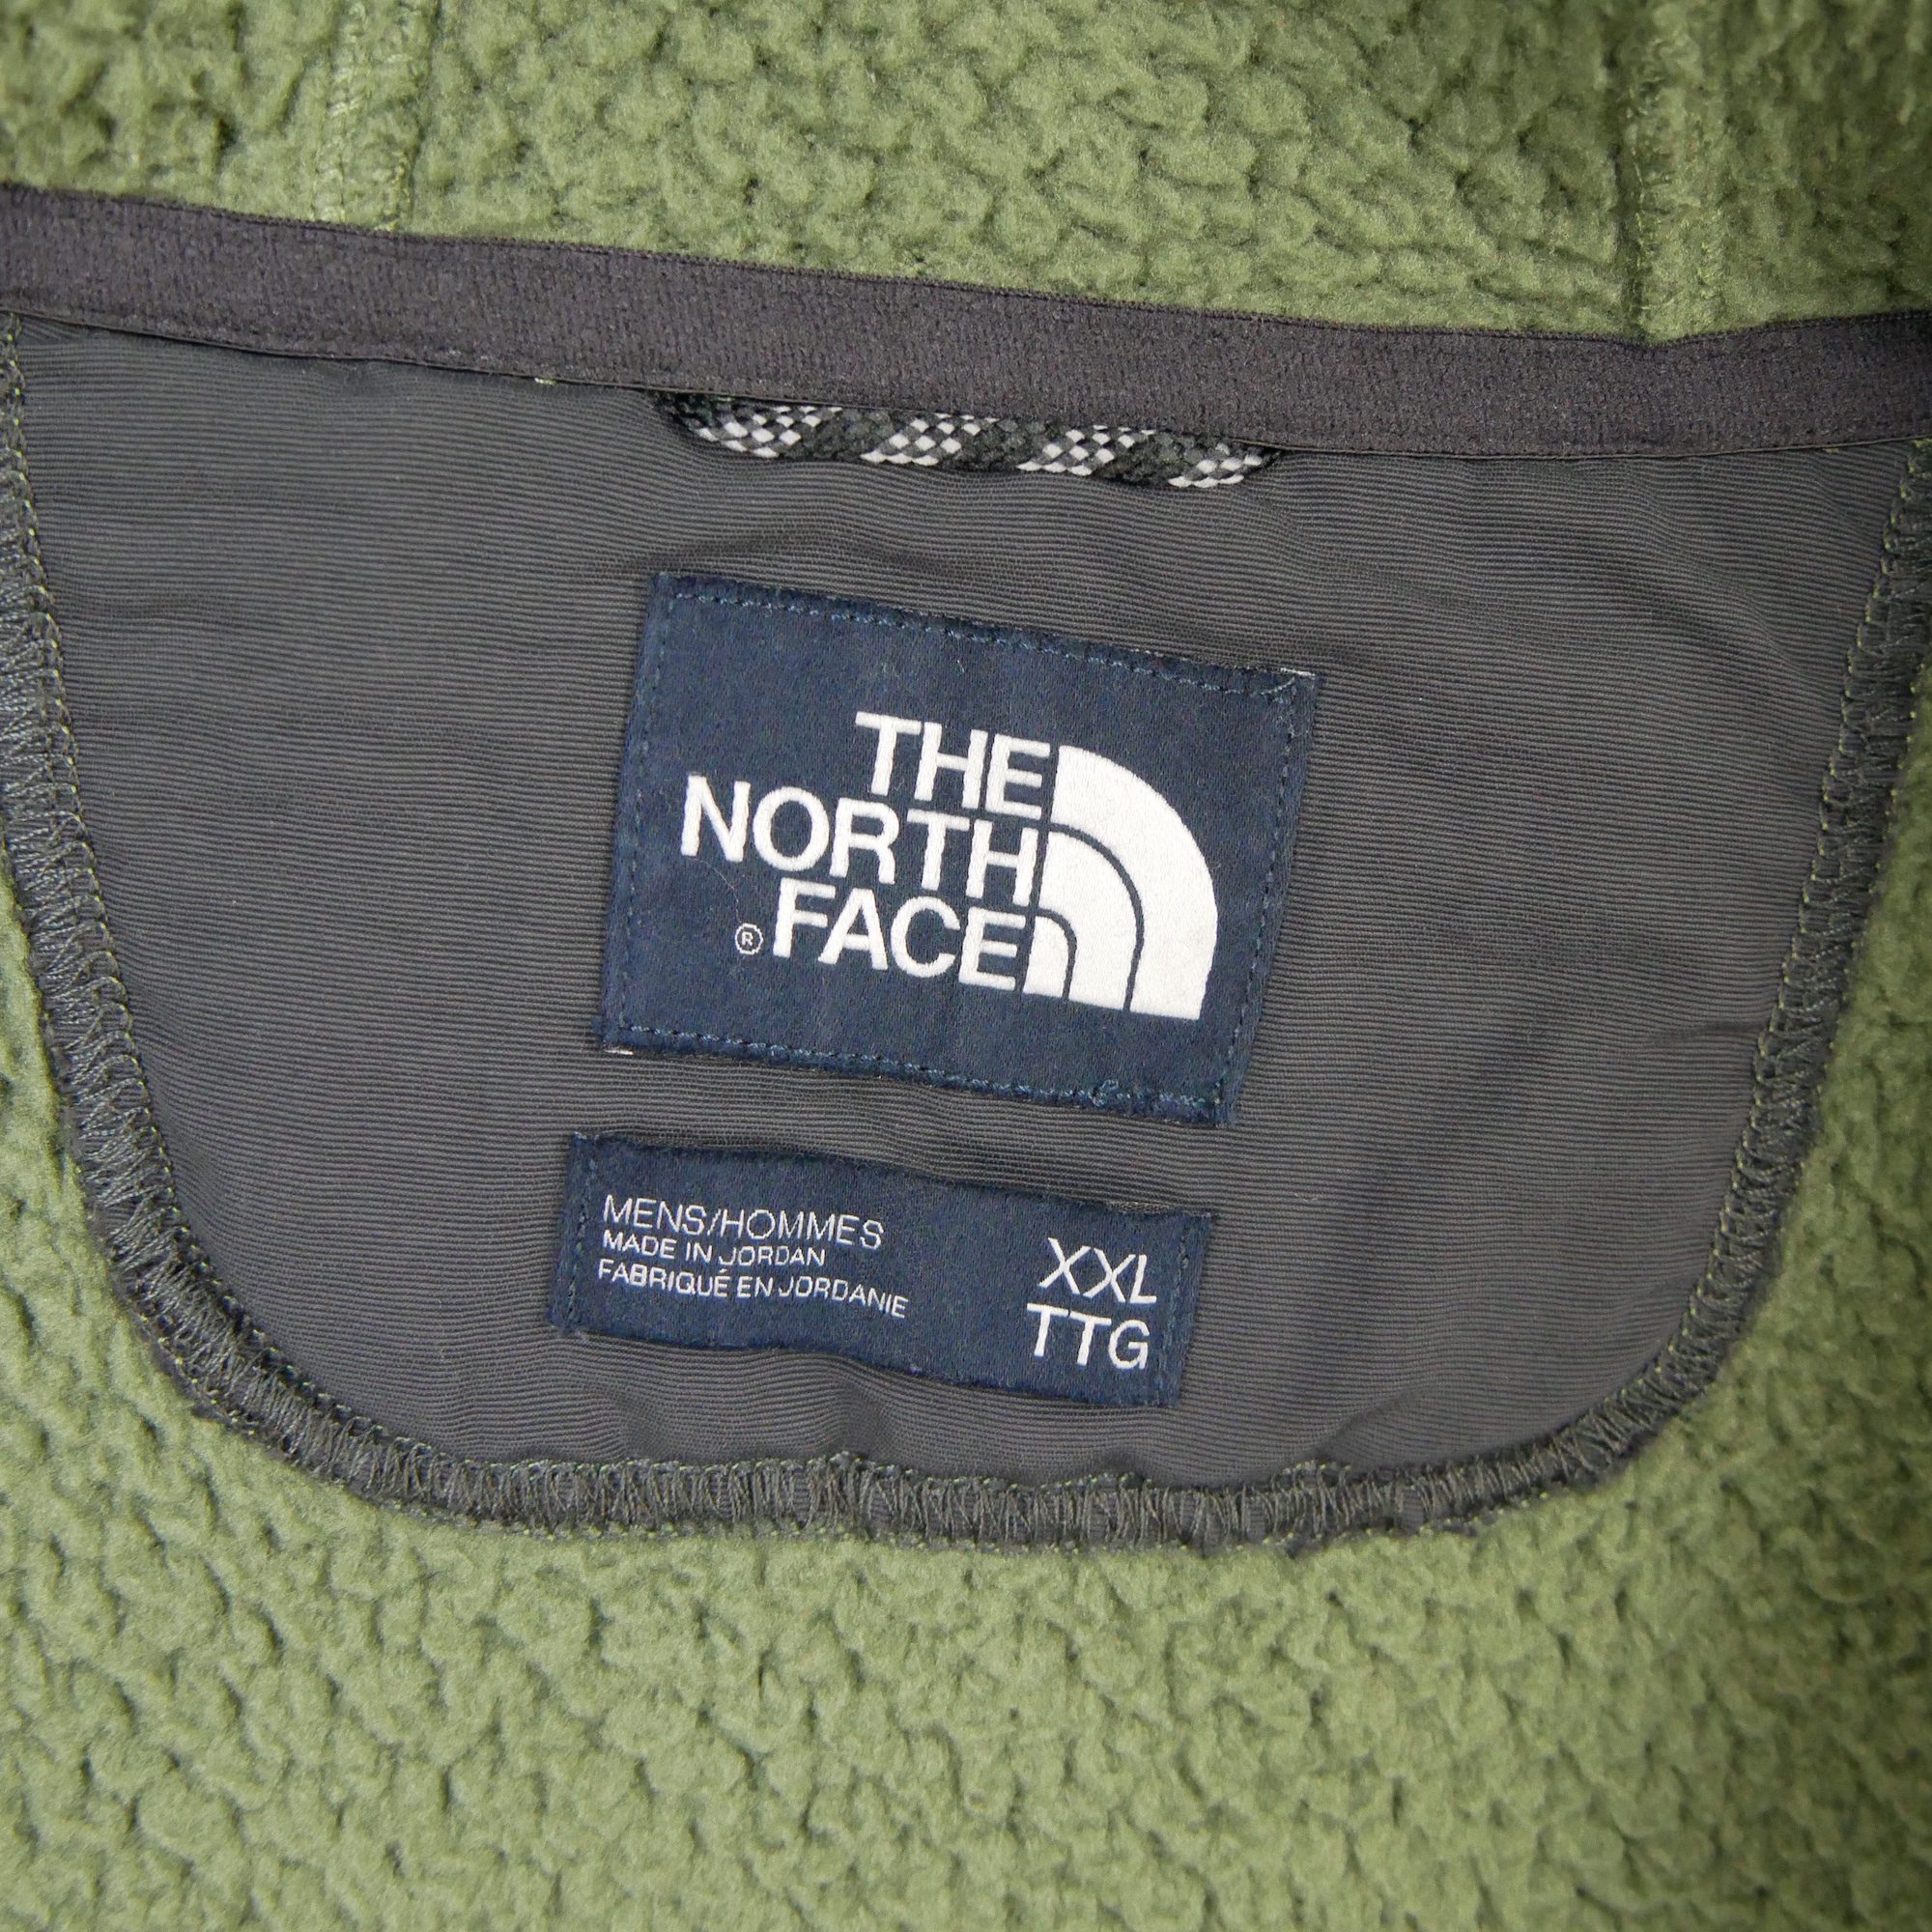 THE
NORTH
® FACE
MENS/HOMMES
MADE IN JORDAN
FABRIQUÉ EN JORDANIE
XXL
TTG